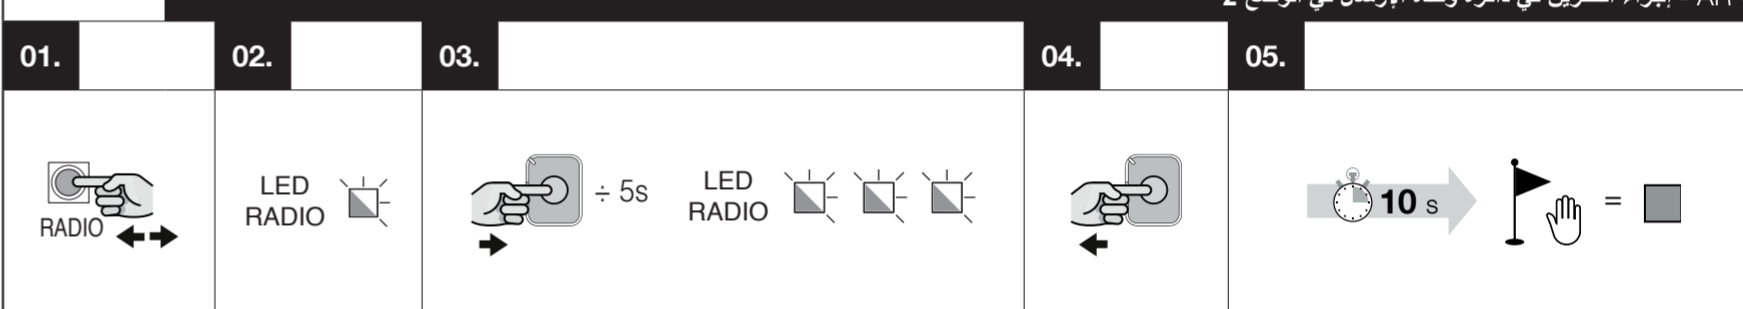 01.
02.
03.
04.
05.
RADIO
LED
RADIO
÷ 5s
LED
RADIO
10 s
=